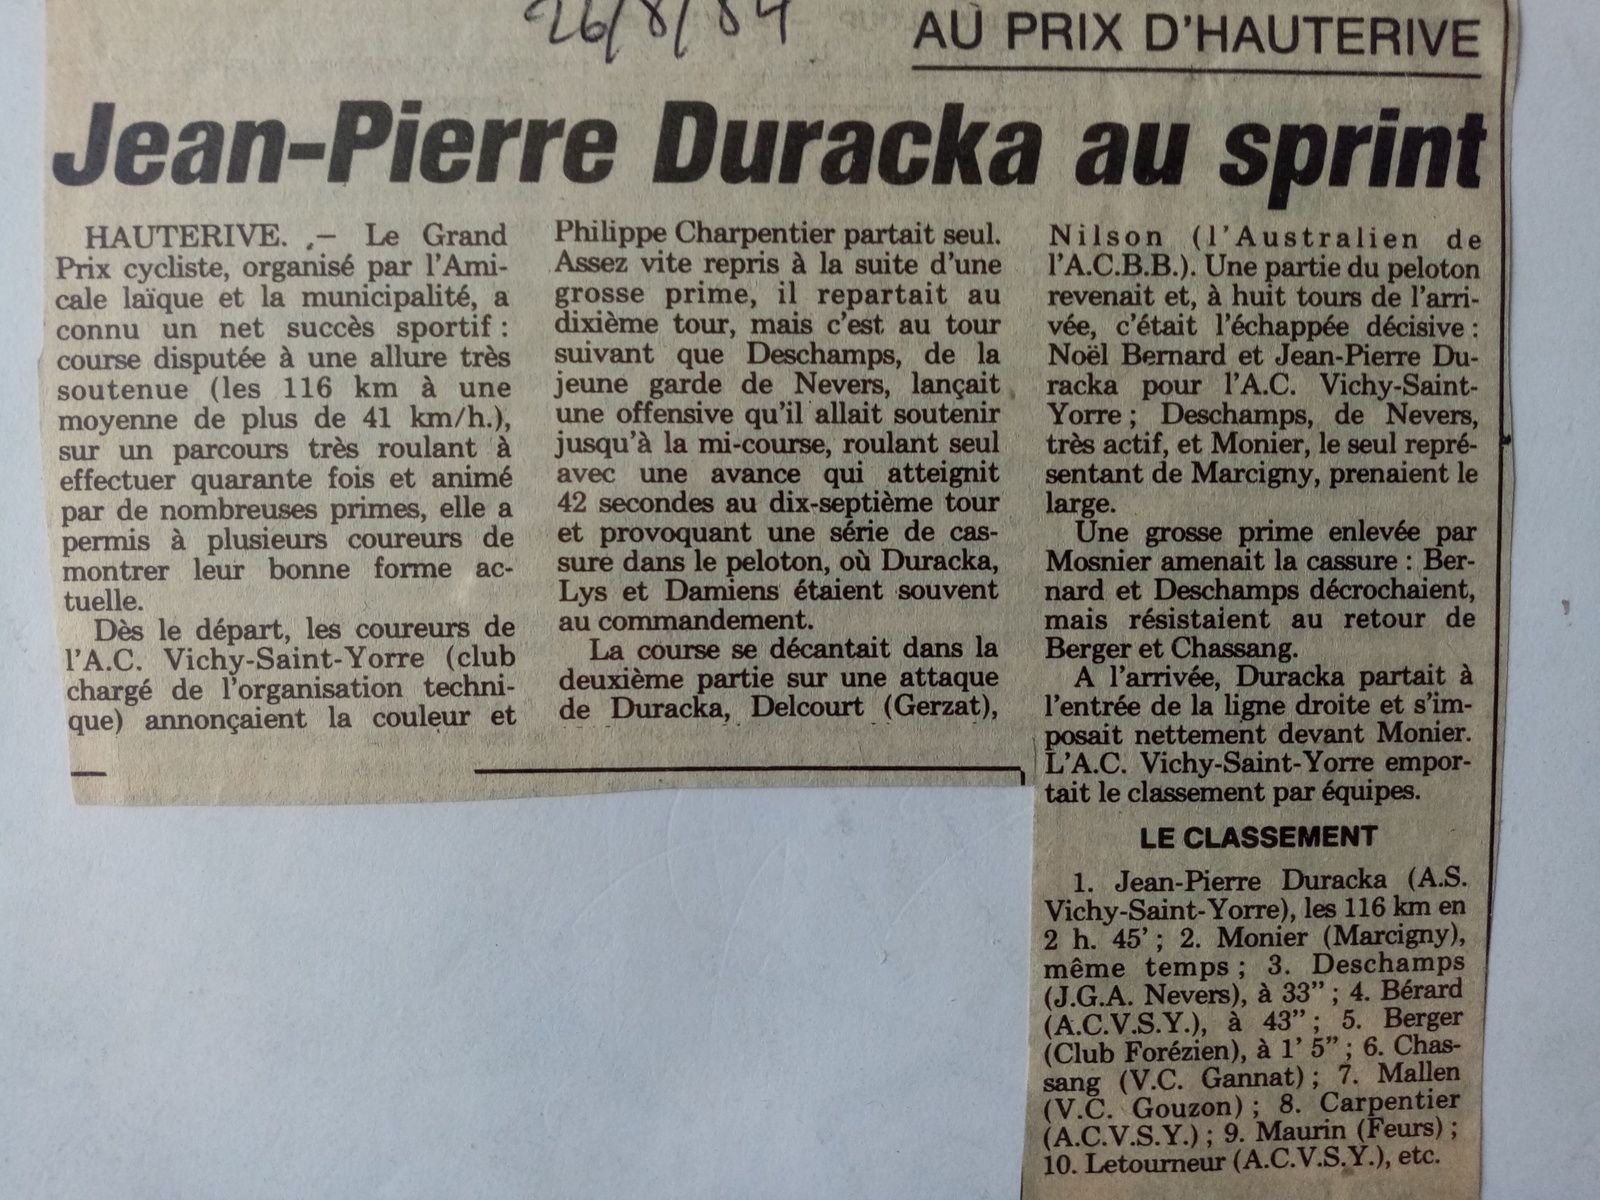 26/8/84
AU PRIX D'HAUTERIVE
Jean-Pierre Duracka au sprint
HAUTERIVE. – Le Grand
Prix cycliste, organisé par l'Ami-
cale laïque et la municipalité, a
connu un net succès sportif :
course disputée à une allure très
soutenue (les 116 km à une
moyenne de plus de 41 km/h.),
sur un parcours très roulant à
effectuer quarante fois et animé
par de nombreuses primes, elle a
permis à plusieurs coureurs de
montrer leur bonne forme ac-
tuelle.
Dès le départ, les coureurs de
l'A.C. Vichy-Saint-Yorre (club
chargé de l'organisation techni-
que) annonçaient la couleur et
Philippe Charpentier partait seul.
Assez vite repris à la suite d'une
grosse prime, il repartait au
dixième tour, mais c'est au tour
suivant que Deschamps, de la
jeune garde de Nevers, lançait
une offensive qu'il allait soutenir
jusqu'à la mi-course, roulant seul
avec une avance qui atteignit
42 secondes au dix-septième tour
et provoquant une série de cas-
sure dans le peloton, où Duracka,
Lys et Damiens étaient souvent
au commandement.
La course se décantait dans la
deuxième partie sur une attaque
de Duracka, Delcourt (Gerzat),
Nilson (l'Australien de
l'A.C.B.B.). Une partie du peloton
revenait et, à huit tours de l'arri-
vée, c'était l'échappée décisive :
Noël Bernard et Jean-Pierre Du-
racka pour l'A.C. Vichy-Saint-
Yorre ; Deschamps, de Nevers,
très actif, et Monier, le seul repré-
sentant de Marcigny, prenaient le
large.
Une grosse prime enlevée par
Mosnier amenait la cassure : Ber-
nard et Deschamps décrochaient,
mais résistaient au retour de
Berger et Chassang.
A l'arrivée, Duracka partait à
l'entrée de la ligne droite et s'im-
posait nettement devant Monier.
L'A.C. Vichy-Saint-Yorre empor-
tait le classement par équipes.
LE CLASSEMENT
1. Jean-Pierre Duracka (A.S.
Vichy-Saint-Yorre), les 116 km en
2 h. 45' ; 2. Monier (Marcigny),
même temps ; 3. Deschamps
(J.G.A. Nevers), à 33'' ; 4. Bérard
(A.C.V.S.Y.), à 43'' ; 5. Berger
(Club Forézien), à 1' 5'' ; 6. Chas-
sang (V.C. Gannat) ; 7. Mallen
(V.C. Gouzon) ; 8. Carpentier
(A.C.V.S.Y.) ; 9. Maurin (Feurs) ;
10. Letourneur (A.C.V.S.Y.), etc.